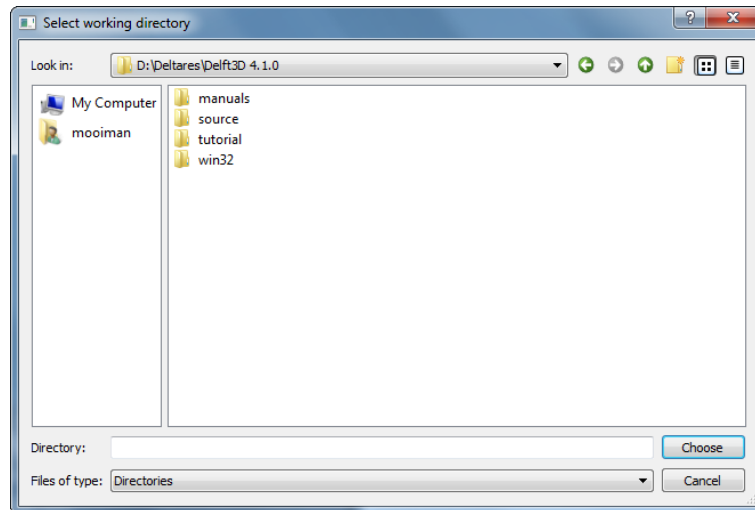 Select working directory
Look in: D:\Deltares\Delft3D 4.1.0
My Computer
mooiman
manuals
source
tutorial
win32
Directory: Choose
Files of type: Directories Cancel